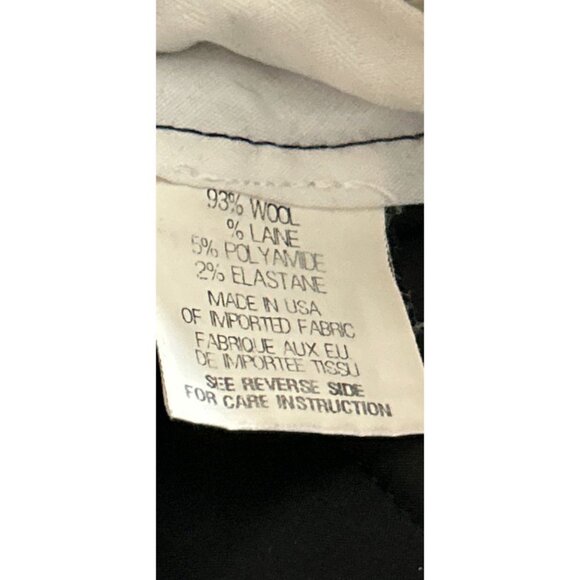 93% WOOL
% LAINE
5% POLYAMIDE
2% ELASTANE
MADE IN USA
OF IMPORTED FABRIC
FABRIQUE AUX EU.
DE IMPORTEE TISSU
SEE REVERSE SIDE
FOR CARE INSTRUCTION